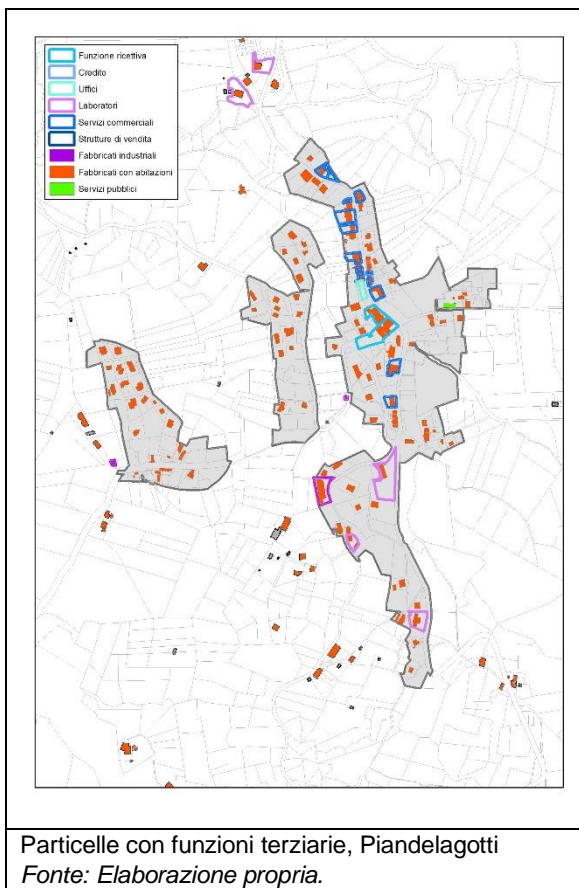 Funzione ricettiva
Credito
Uffici
Laboratori
Servizi commerciali
Strutture di vendita
Fabbricati industriali
Fabbricati con abitazioni
Servizi pubblici
Particelle con funzioni terziarie, Piandelagotti
Fonte: Elaborazione propria.